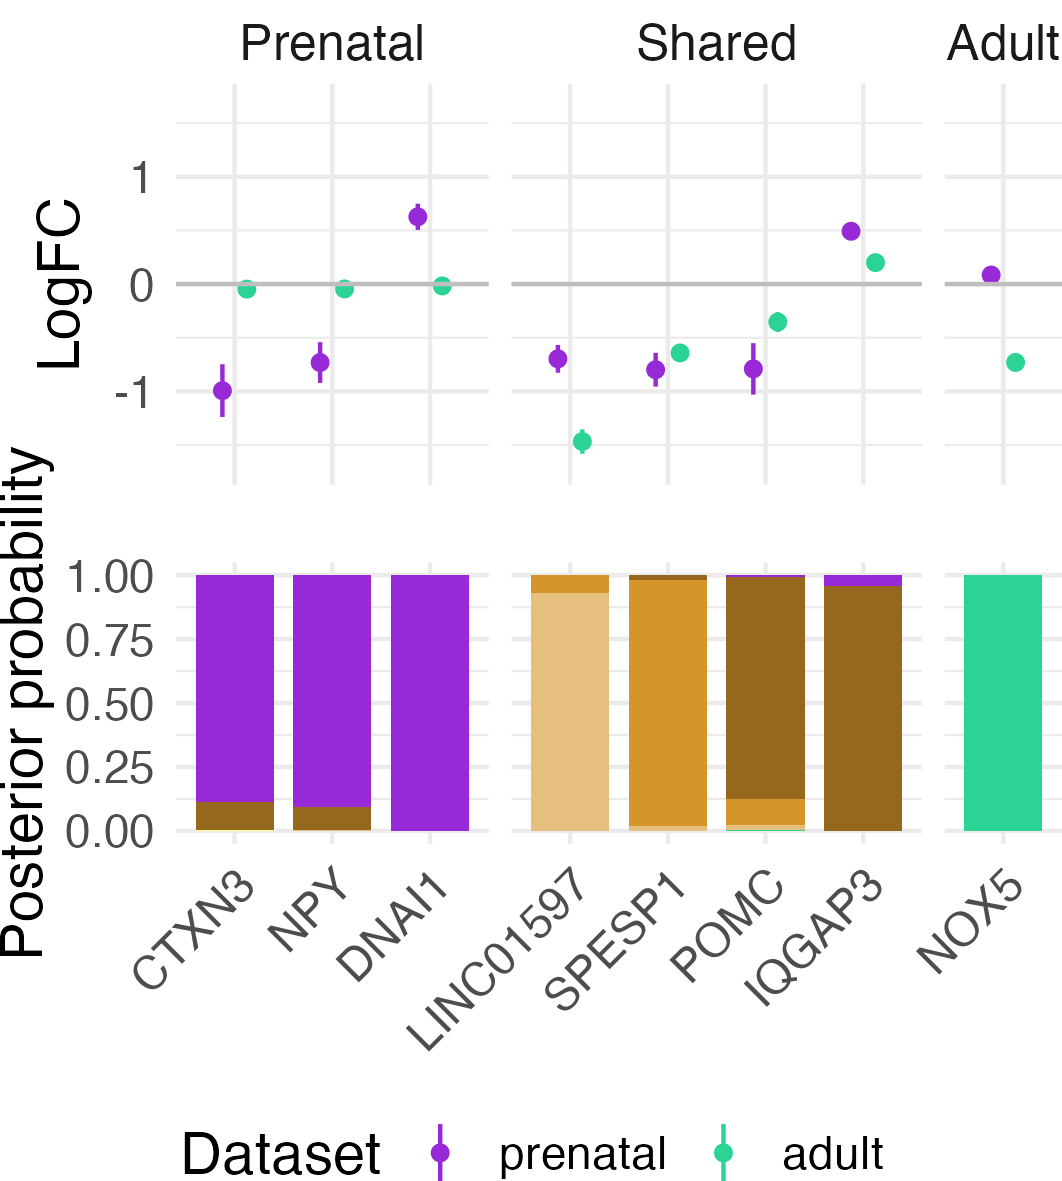 Prenatal Shared Adult
LogFC
1
0
-1
Posterior probability
1.00
0.75
0.50
0.25
0.00
CTXN3
NPY
DNAI1
LINC01597
SPESP1
POMC
IQGAP3
NOX5
Dataset prenatal adult